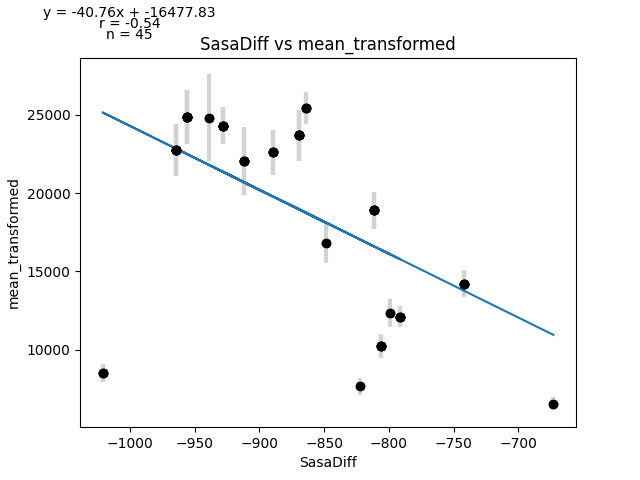 y = -40.76x + -16477.83
r = -0.54
n = 45
SasaDiff vs mean_transformed
25000
20000
15000
10000
mean_transformed
−1000
−950
−900
−850
−800
−750
−700
SasaDiff